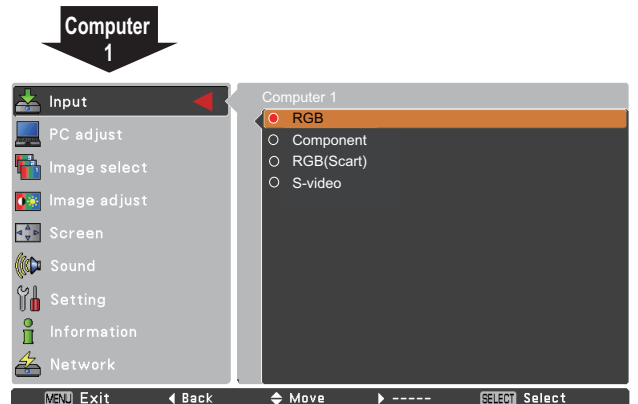 Computer
1
Input
PC adjust
Image select
Image adjust
Screen
Sound
Setting
Information
Network
Computer 1
RGB
Component
RGB(Scart)
S-video
MENU Exit Back Move ----- SELECT Select